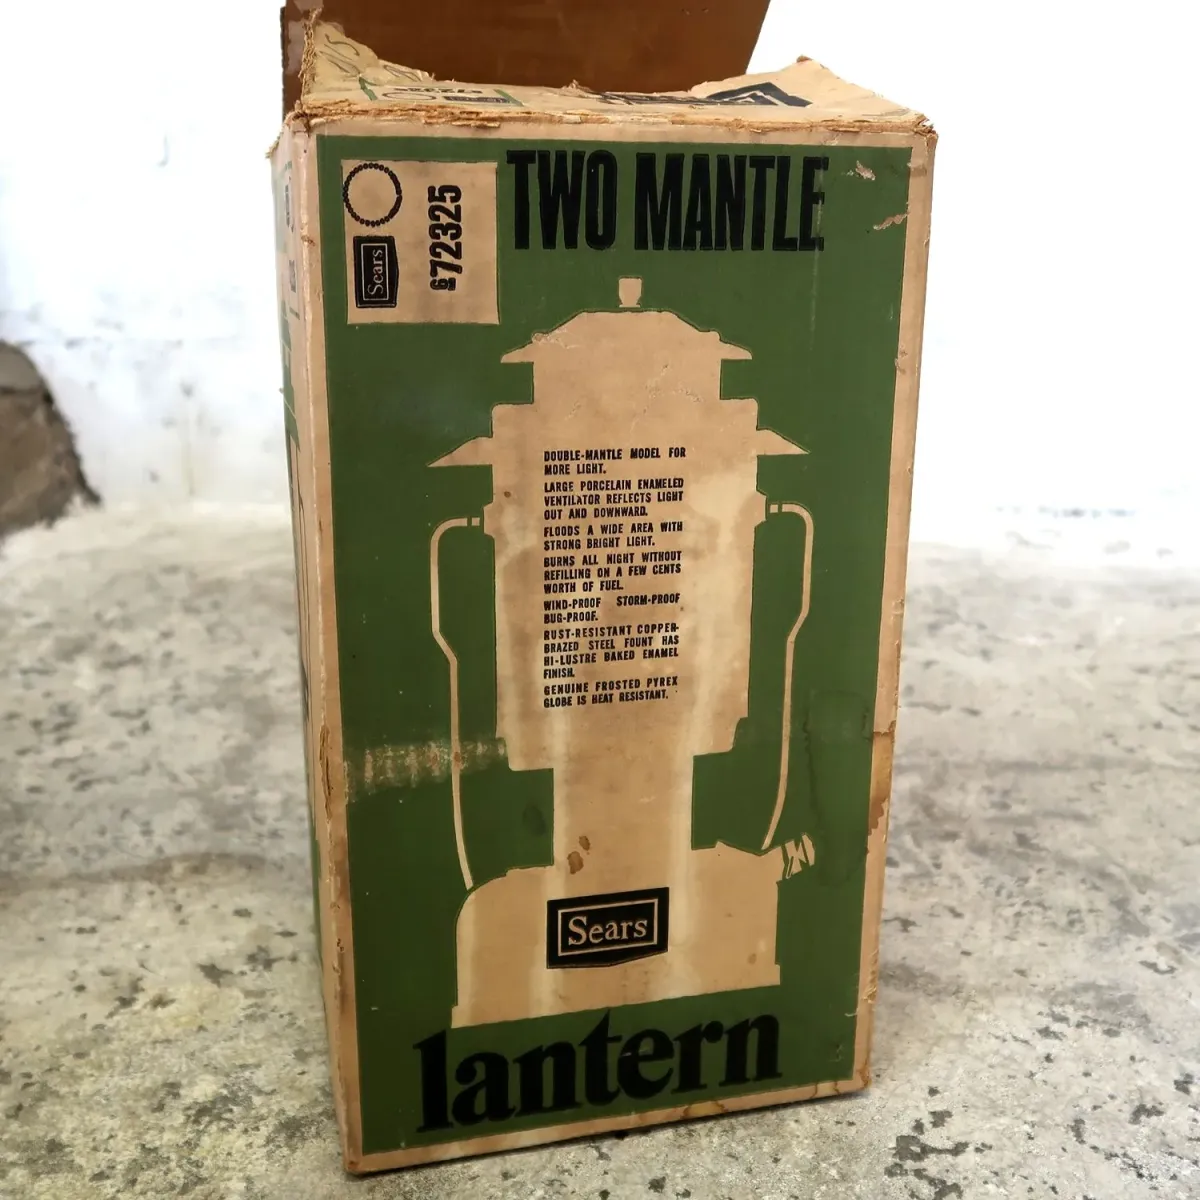 TWO MANTLE
Sears
672325
DOUBLE-MANTLE MODEL FOR
MORE LIGHT.
LARGE PORCELAIN ENAMELED
VENTILATOR REFLECTS LIGHT
OUT AND DOWNWARD.
FLOODS A WIDE AREA WITH
STRONG BRIGHT LIGHT.
BURNS ALL NIGHT WITHOUT
REFILLING ON A FEW CENTS
WORTH OF FUEL.
WIND-PROOF STORM-PROOF
BUG-PROOF.
RUST-RESISTANT COPPER-
BRAZED STEEL FOUNT HAS
HI-LUSTRE BAKED ENAMEL
FINISH.
GENUINE FROSTED PYREX
GLOBE IS HEAT RESISTANT.
Sears
lantern